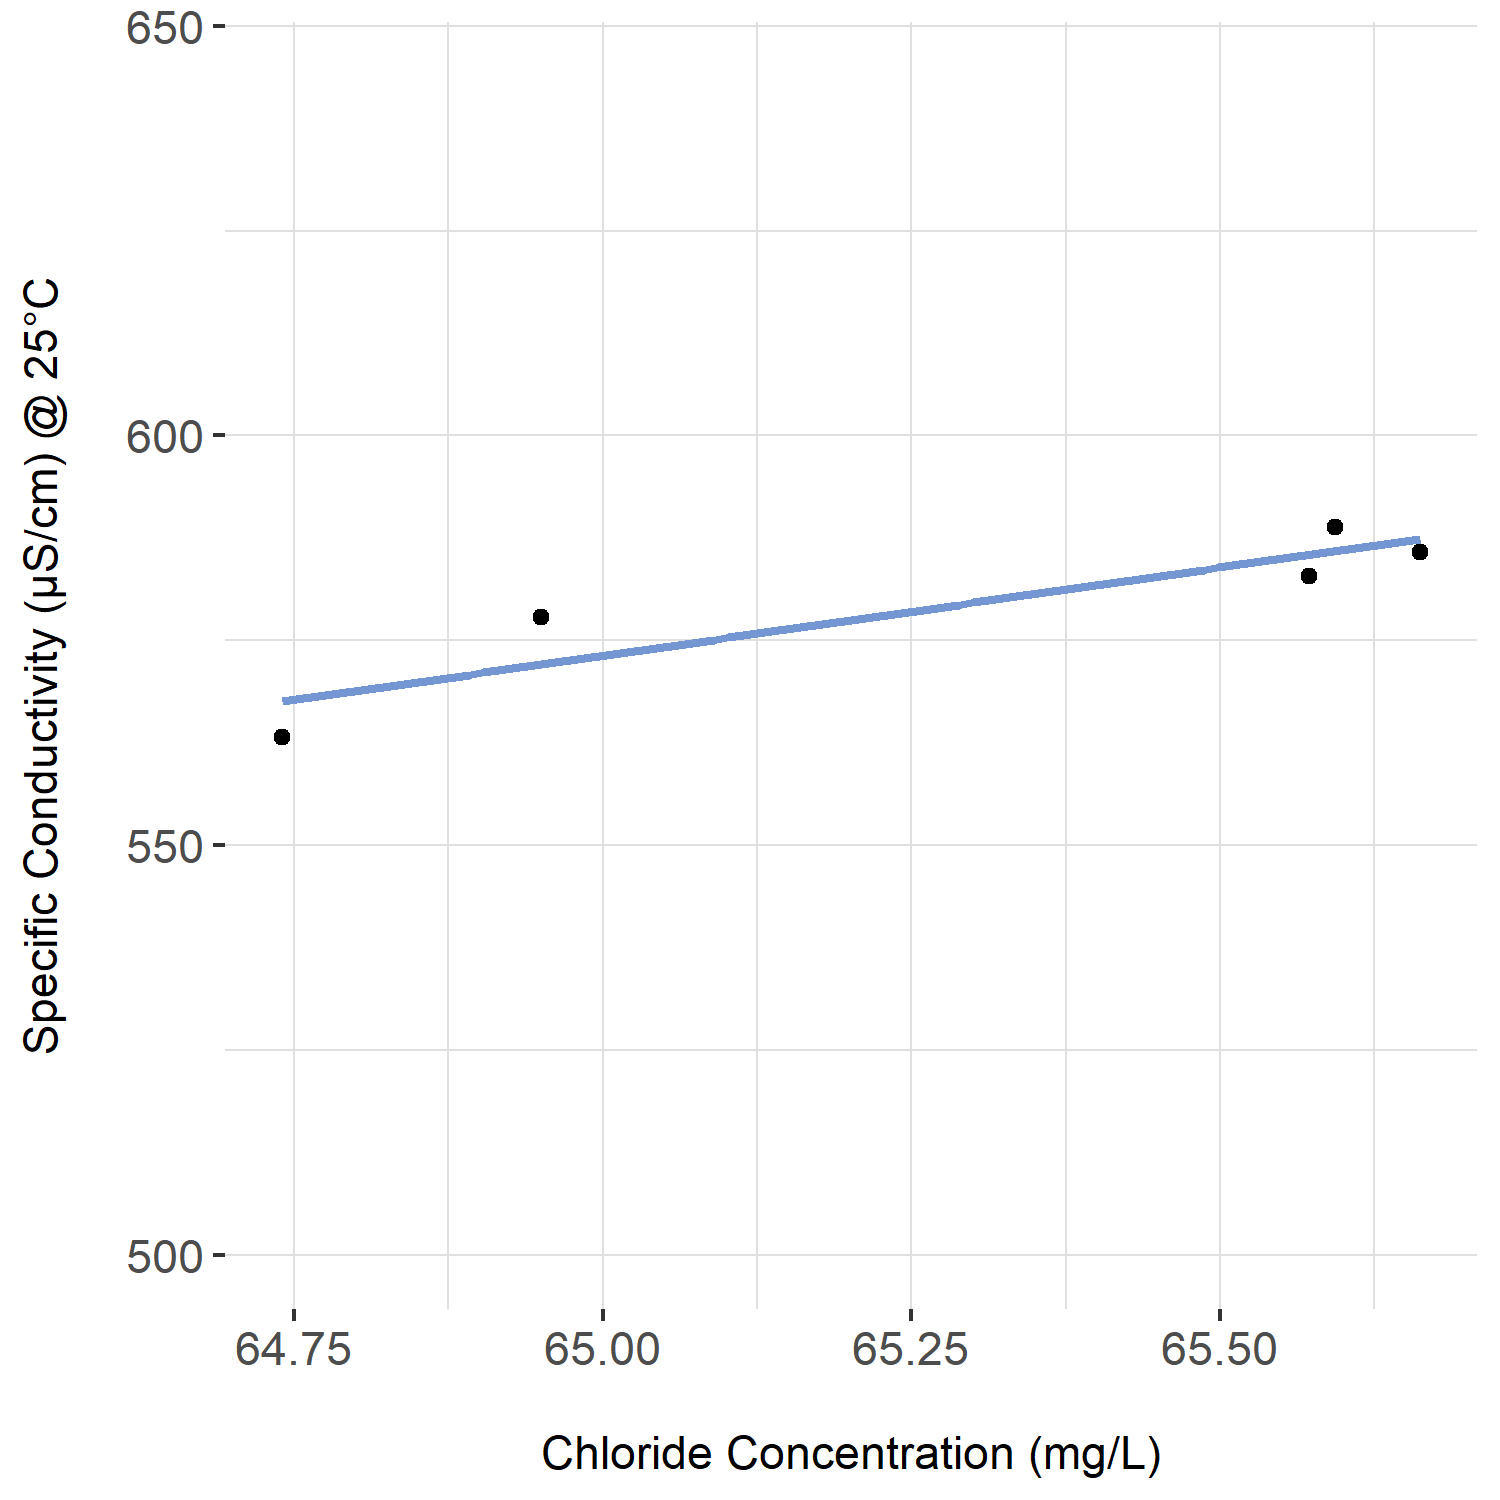 Specific Conductivity (μS/cm) @ 25°C
650
600
550
500
64.75 65.00 65.25 65.50
Chloride Concentration (mg/L)